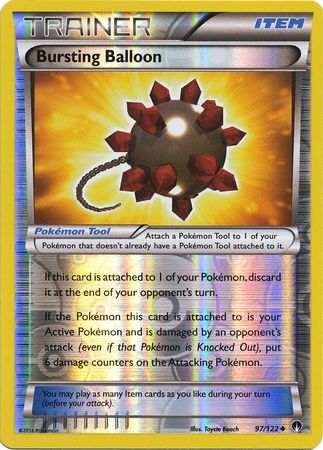 TRAINER ITEM
Bursting Balloon
Pokémon Tool
Attach a Pokémon Tool to 1 of your
Pokémon that doesn't already have a Pokémon Tool attached to it.
If this card is attached to 1 of your Pokémon, discard
it at the end of your opponent's turn.
If the Pokémon this card is attached to is your
Active Pokémon and is damaged by an opponent's
attack (even if that Pokémon is Knocked Out), put
6 damage counters on the Attacking Pokémon.
You may play as many Item cards as you like during your turn
(before your attack).
©2016 Pokémon Illus. Toyste Beach 97/122